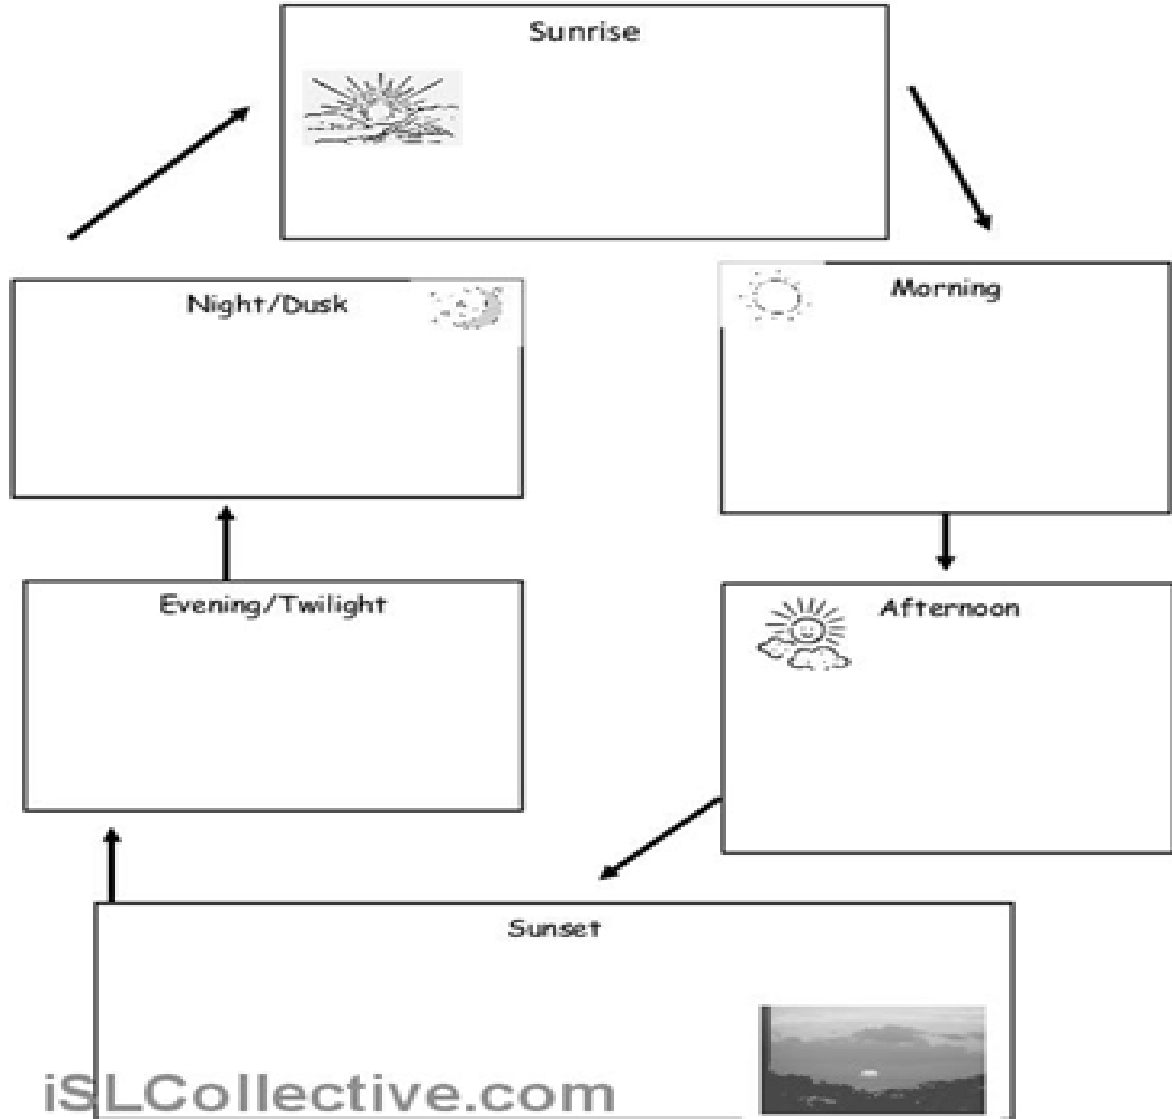 Sunrise
Night/Dusk
Morning
Evening/Twilight
Afternoon
Sunset
iSLCollective.com